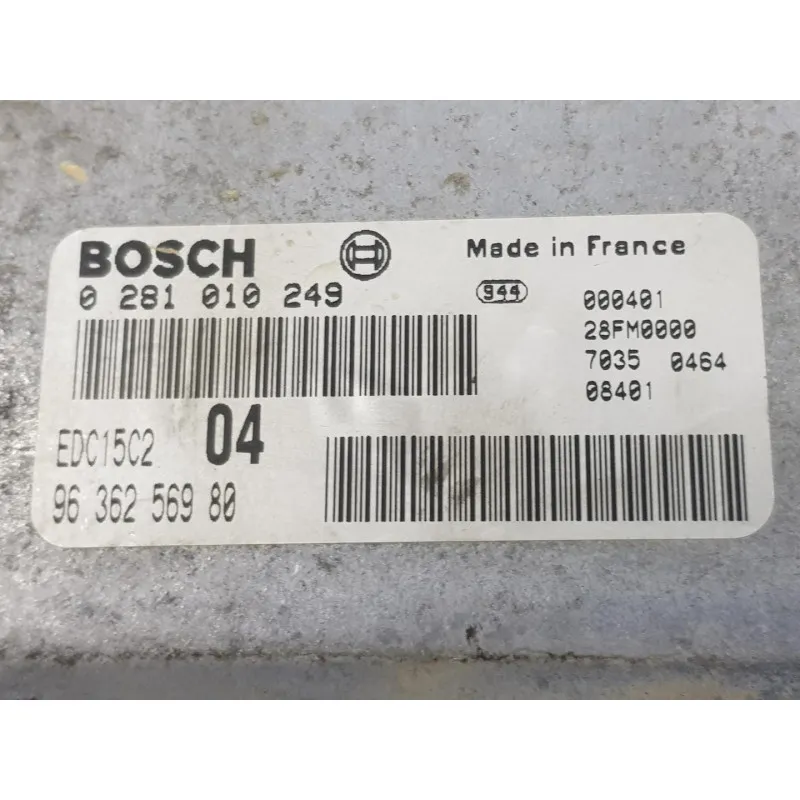 BOSCH
Made in France
0 281 010 249
944
000401
28FM0000
7035 0464
08401
EDC15C2 04
96 362 569 80